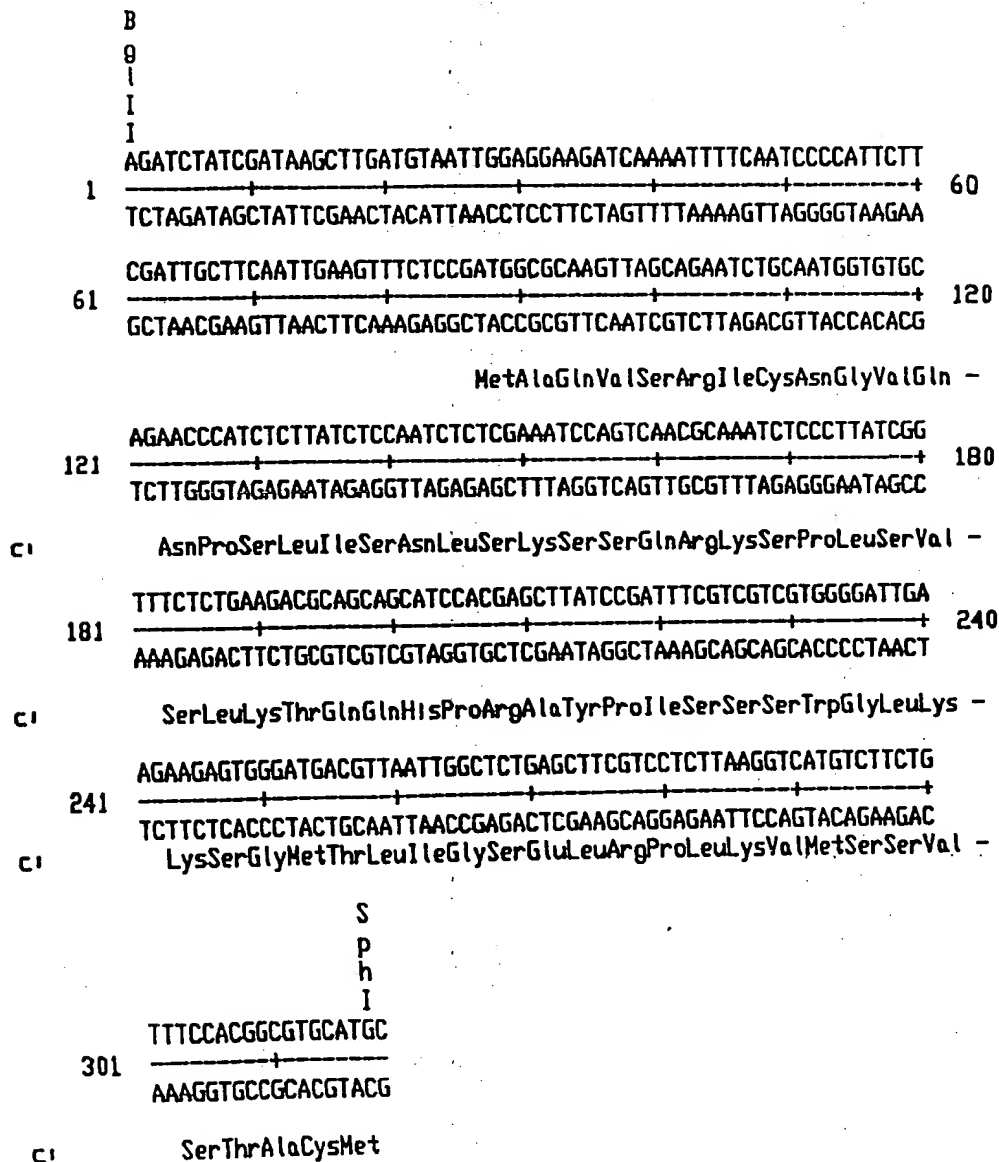 B
g
l
I
I
AGATCTATCGATAAGCTTGATGTAATTGGAGGAAGATCAAAATTTTCAATCCCCATTCTT
1 ---------+---------+---------+---------+---------+---------+ 60
TCTAGATAGCTATTCGAACTACATTAACCTCCTTCTAGTTTTAAAAGTTAGGGGTAAGAA
CGATTGCTTCAATTGAAGTTTCTCCGATGGCGCAAGTTAGCAGAATCTGCAATGGTGTGC
61 ---------+---------+---------+---------+---------+---------+ 120
GCTAACGAAGTTAACTTCAAAGAGGCTACCGCGTTCAATCGTCTTAGACGTTACCACACG
MetAlaGlnValSerArgIleCysAsnGlyValGln -
AGAACCCATCTCTTATCTCCAATCTCTCGAAATCCAGTCAACGCAAATCTCCCTTATCGG
121 ---------+---------+---------+---------+---------+---------+ 180
TCTTGGGTAGAGAATAGAGGTTAGAGAGCTTTAGGTCAGTTGCGTTTAGAGGGAATAGCC
c1 AsnProSerLeuIleSerAsnLeuSerLysSerSerGlnArgLysSerProLeuSerVal -
TTTCTCTGAAGACGCAGCAGCATCCACGAGCTTATCCGATTTCGTCGTCGTGGGGATTGA
181 ---------+---------+---------+---------+---------+---------+ 240
AAAGAGACTTCTGCGTCGTCGTAGGTGCTCGAATAGGCTAAAGCAGCAGCACCCCTAACT
c1 SerLeuLysThrGlnGlnHisProArgAlaTyrProIleSerSerSerTrpGlyLeuLys -
AGAAGAGTGGGATGACGTTAATTGGCTCTGAGCTTCGTCCTCTTAAGGTCATGTCTTCTG
241 ---------+---------+---------+---------+---------+---------+
TCTTCTCACCCTACTGCAATTAACCGAGACTCGAAGCAGGAGAATTCCAGTACAGAAGAC
c1 LysSerGlyMetThrLeuIleGlySerGluLeuArgProLeuLysValMetSerSerVal -
S
p
h
I
TTTCCACGGCGTGCATGC
301 ---------+--------
AAAGGTGCCGCACGTACG
c1 SerThrAlaCysMet